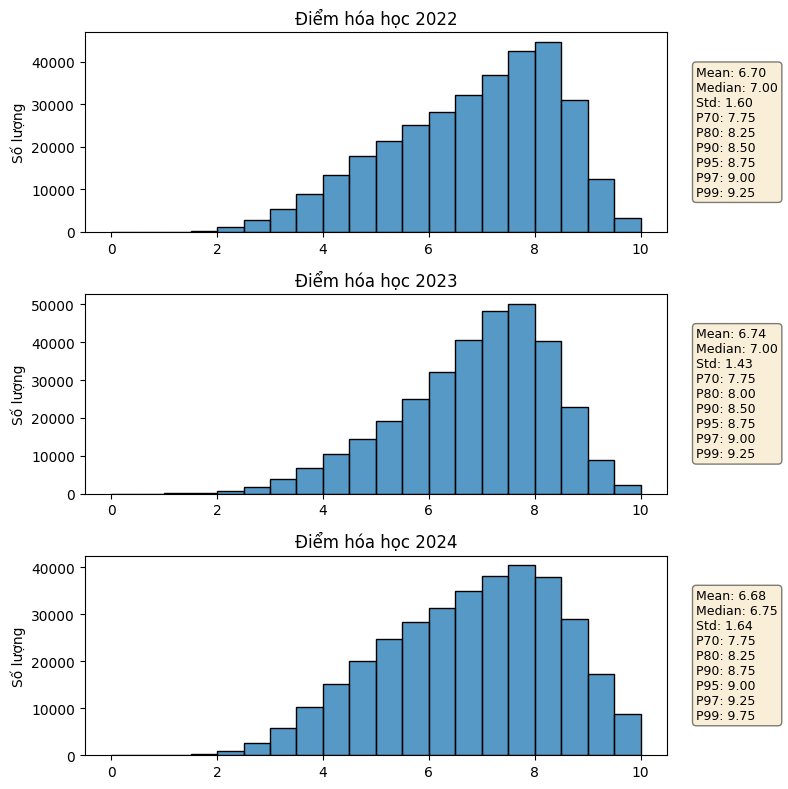 Điểm hóa học 2022
Số lượng
40000
30000
20000
10000
0
0 2 4 6 8 10
Mean: 6.70
Median: 7.00
Std: 1.60
P70: 7.75
P80: 8.25
P90: 8.50
P95: 8.75
P97: 9.00
P99: 9.25
Điểm hóa học 2023
Số lượng
50000
40000
30000
20000
10000
0
0 2 4 6 8 10
Mean: 6.74
Median: 7.00
Std: 1.43
P70: 7.75
P80: 8.00
P90: 8.50
P95: 8.75
P97: 9.00
P99: 9.25
Điểm hóa học 2024
Số lượng
40000
30000
20000
10000
0
0 2 4 6 8 10
Mean: 6.68
Median: 6.75
Std: 1.64
P70: 7.75
P80: 8.25
P90: 8.75
P95: 9.00
P97: 9.25
P99: 9.75